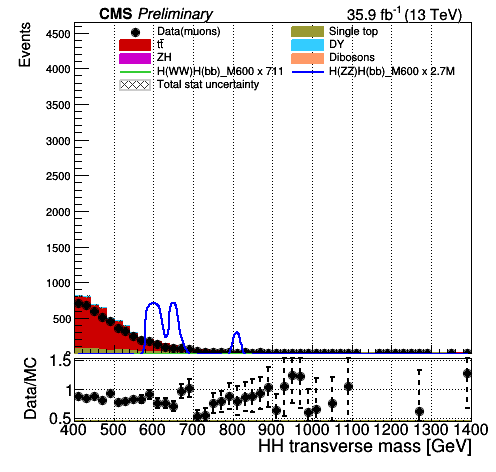 CMS Preliminary 35.9 fb⁻¹ (13 TeV)
Events
Data(muons)
tt̄
ZH
H(WW)H(bb)_M600 x 711
Total stat uncertainty
Single top
DY
Dibosons
H(ZZ)H(bb)_M600 x 2.7M
4500
4000
3500
3000
2500
2000
1500
1000
500
0
Data/MC
1.5
1
0.5
400 500 600 700 800 900 1000 1100 1200 1300 1400
HH transverse mass [GeV]